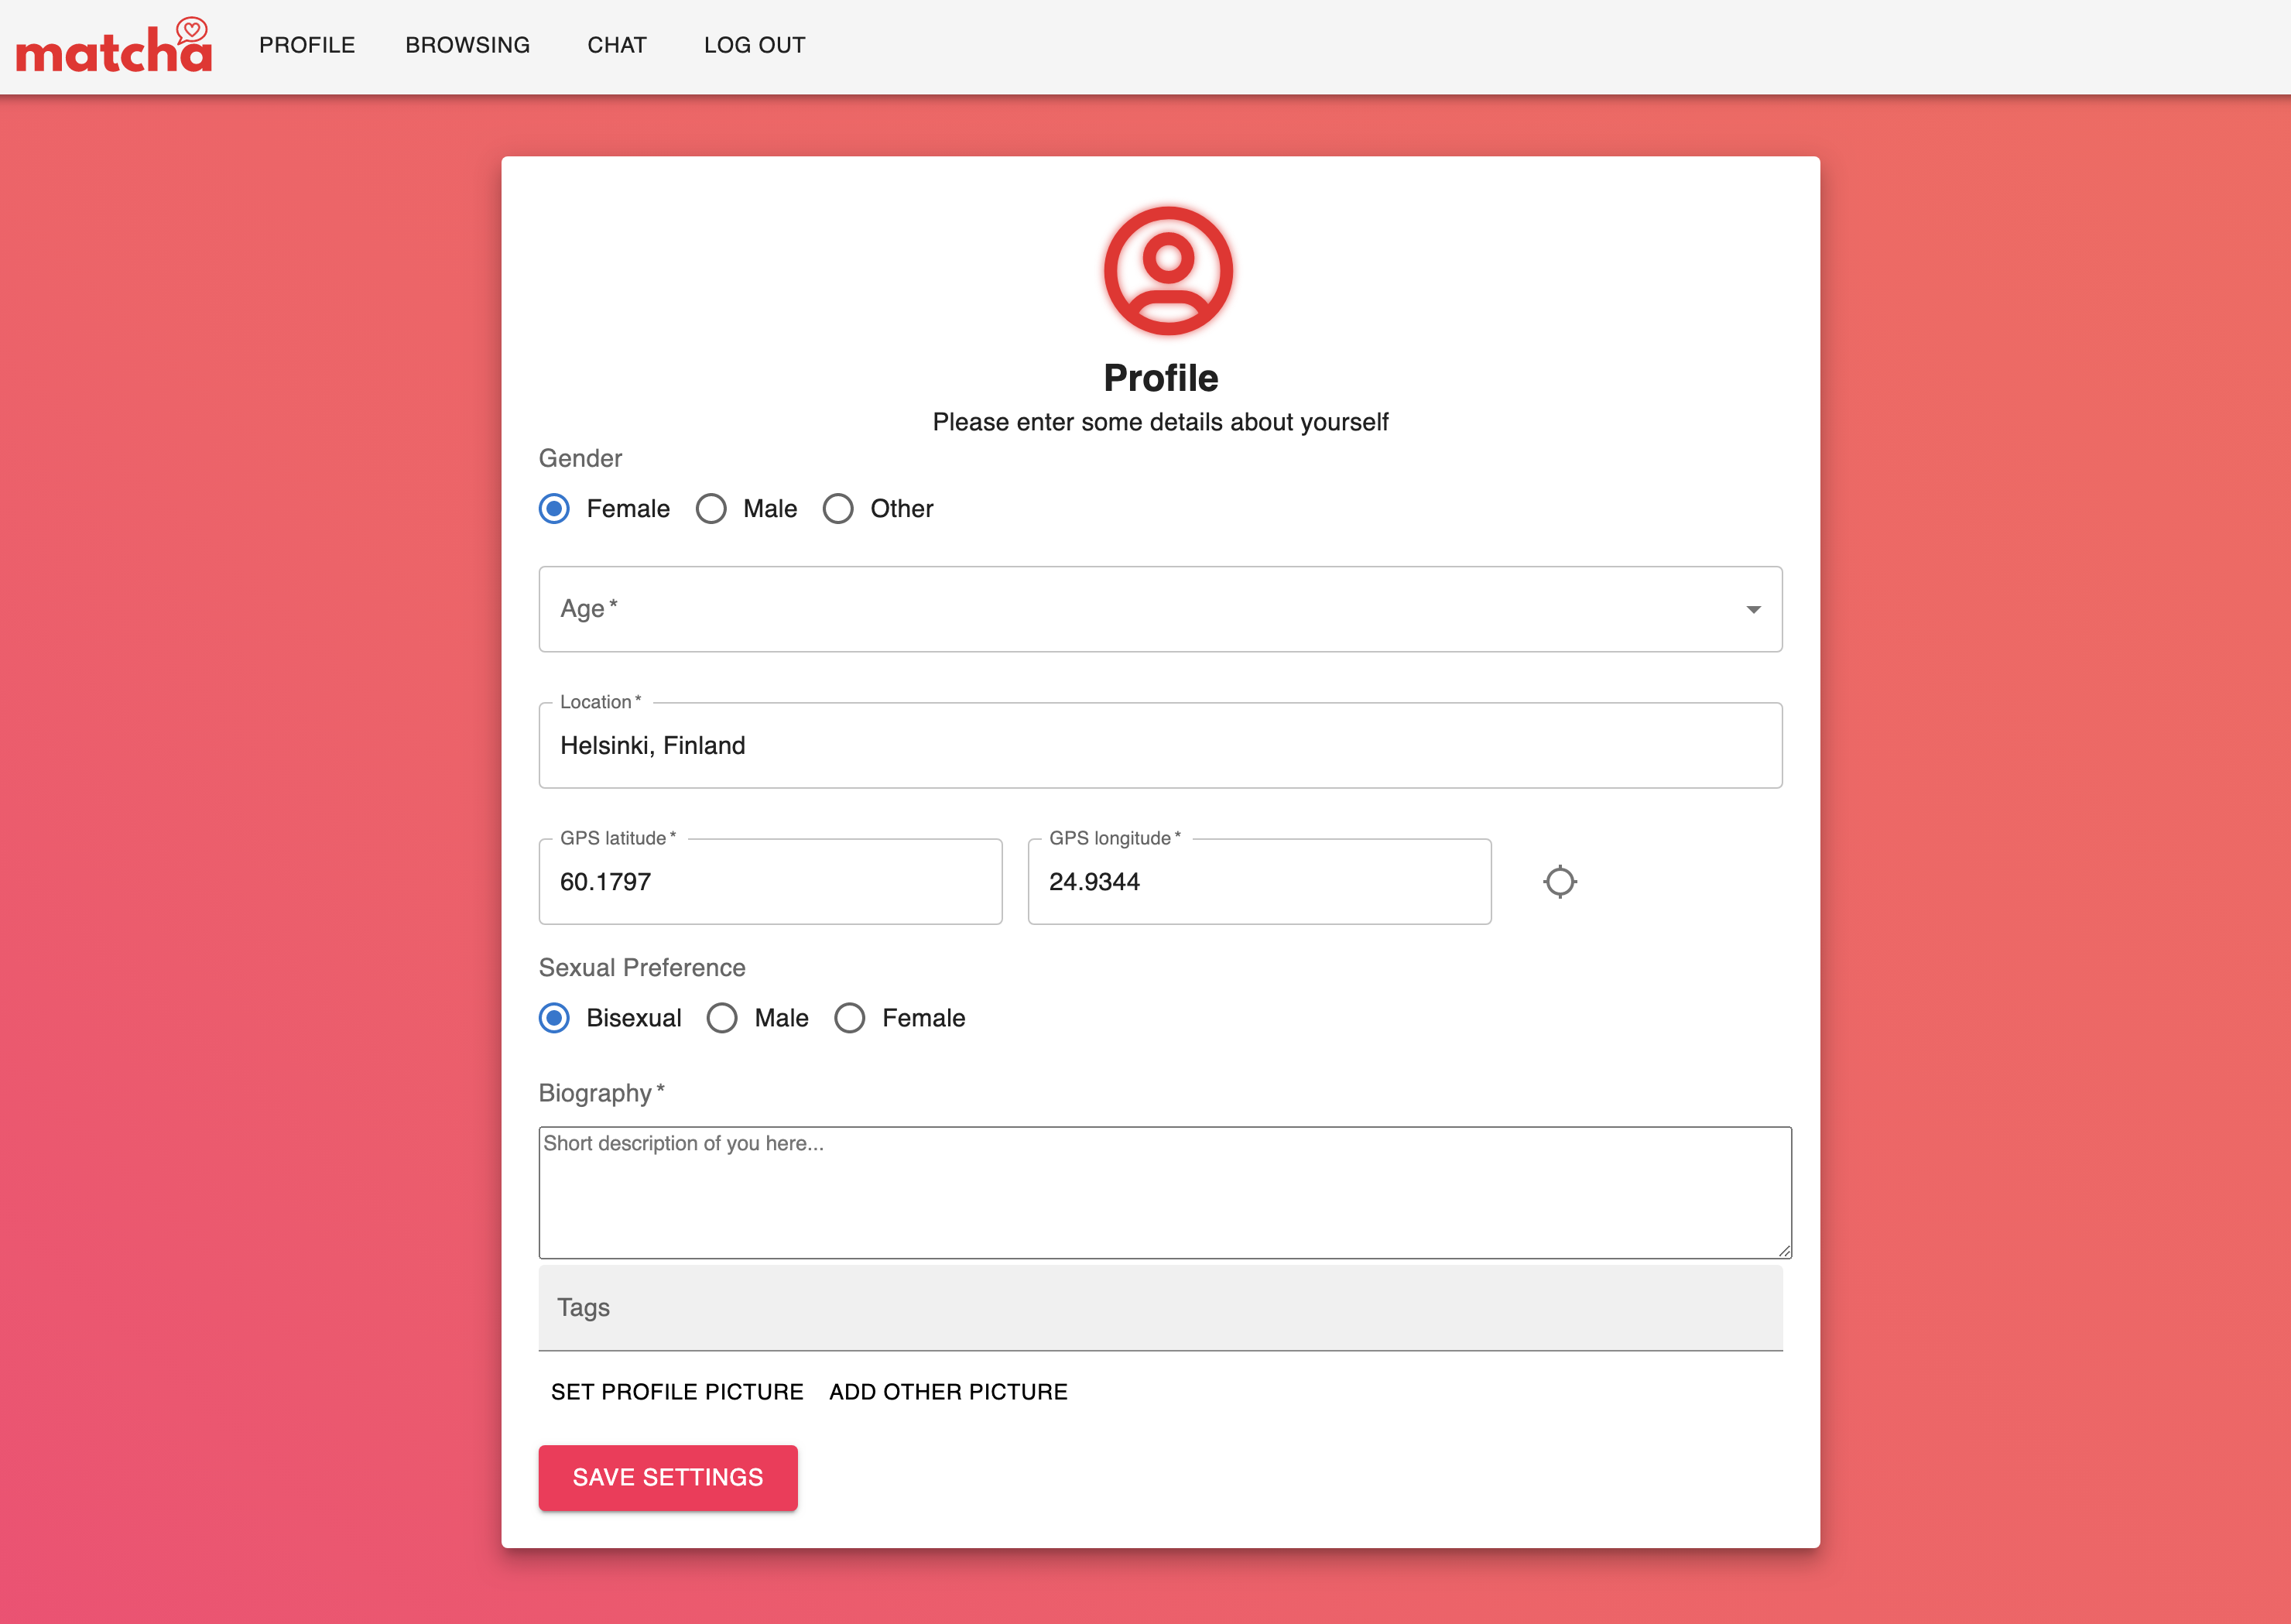 matcha PROFILE BROWSING CHAT LOG OUT
Profile
Please enter some details about yourself
Gender
Female Male Other
Age *
Location *
Helsinki, Finland
GPS latitude * GPS longitude *
60.1797 24.9344
Sexual Preference
Bisexual Male Female
Biography *
Short description of you here...
Tags
SET PROFILE PICTURE ADD OTHER PICTURE
SAVE SETTINGS